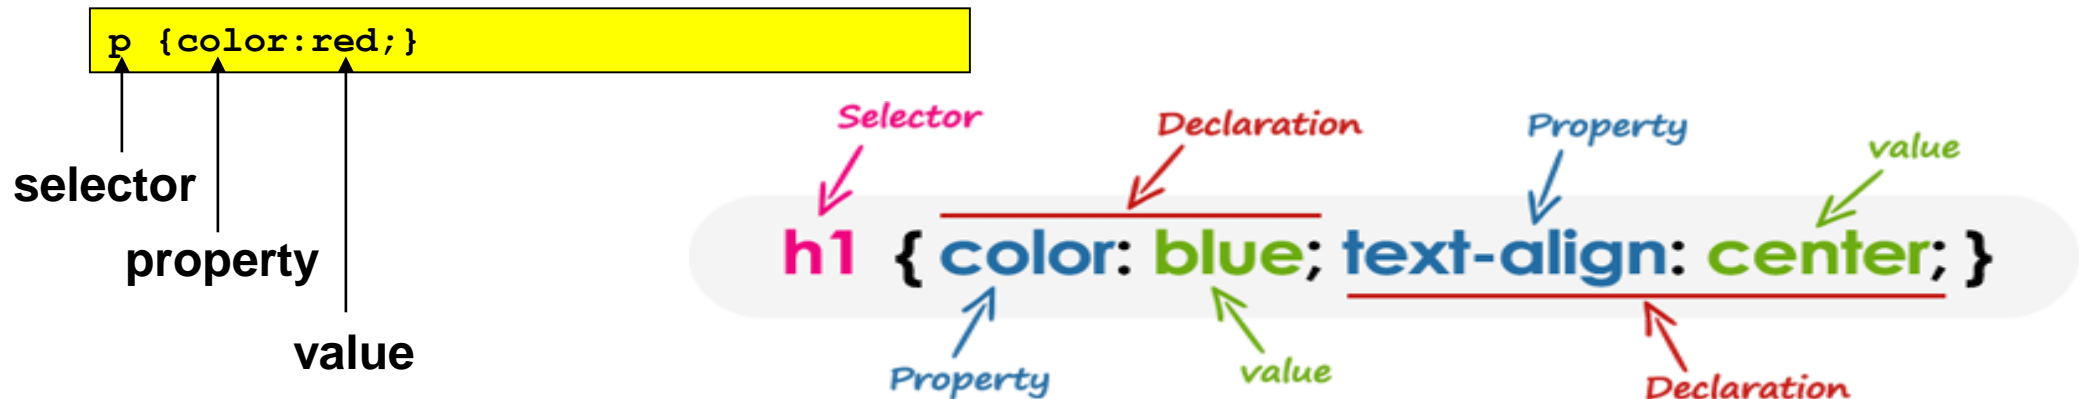 p {color:red;}
selector
property
value
Selector
Declaration
Property
value
h1 { color: blue; text-align: center; }
Property
value
Declaration